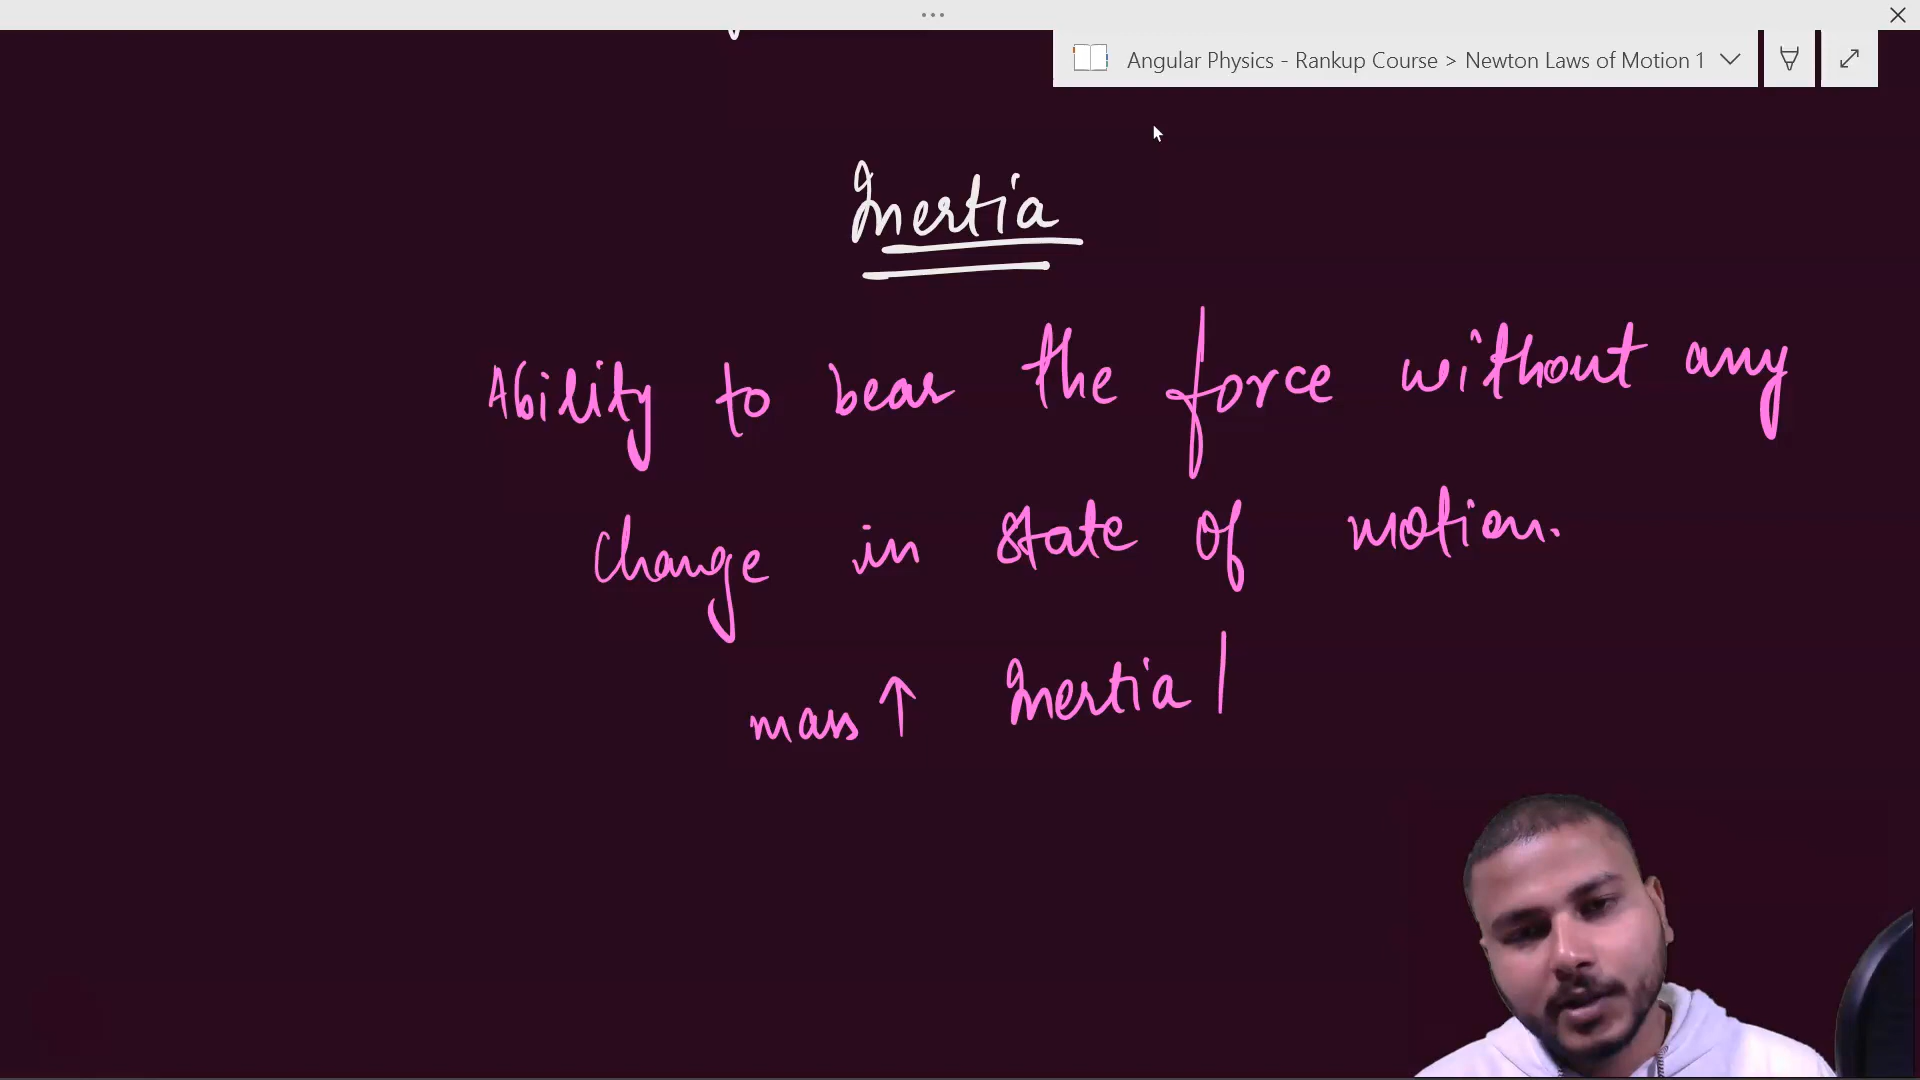 Angular Physics - Rankup Course > Newton Laws of Motion 1
Inertia
Ability to bear the force without any
change in state of motion.
mass ↑ Inertia |